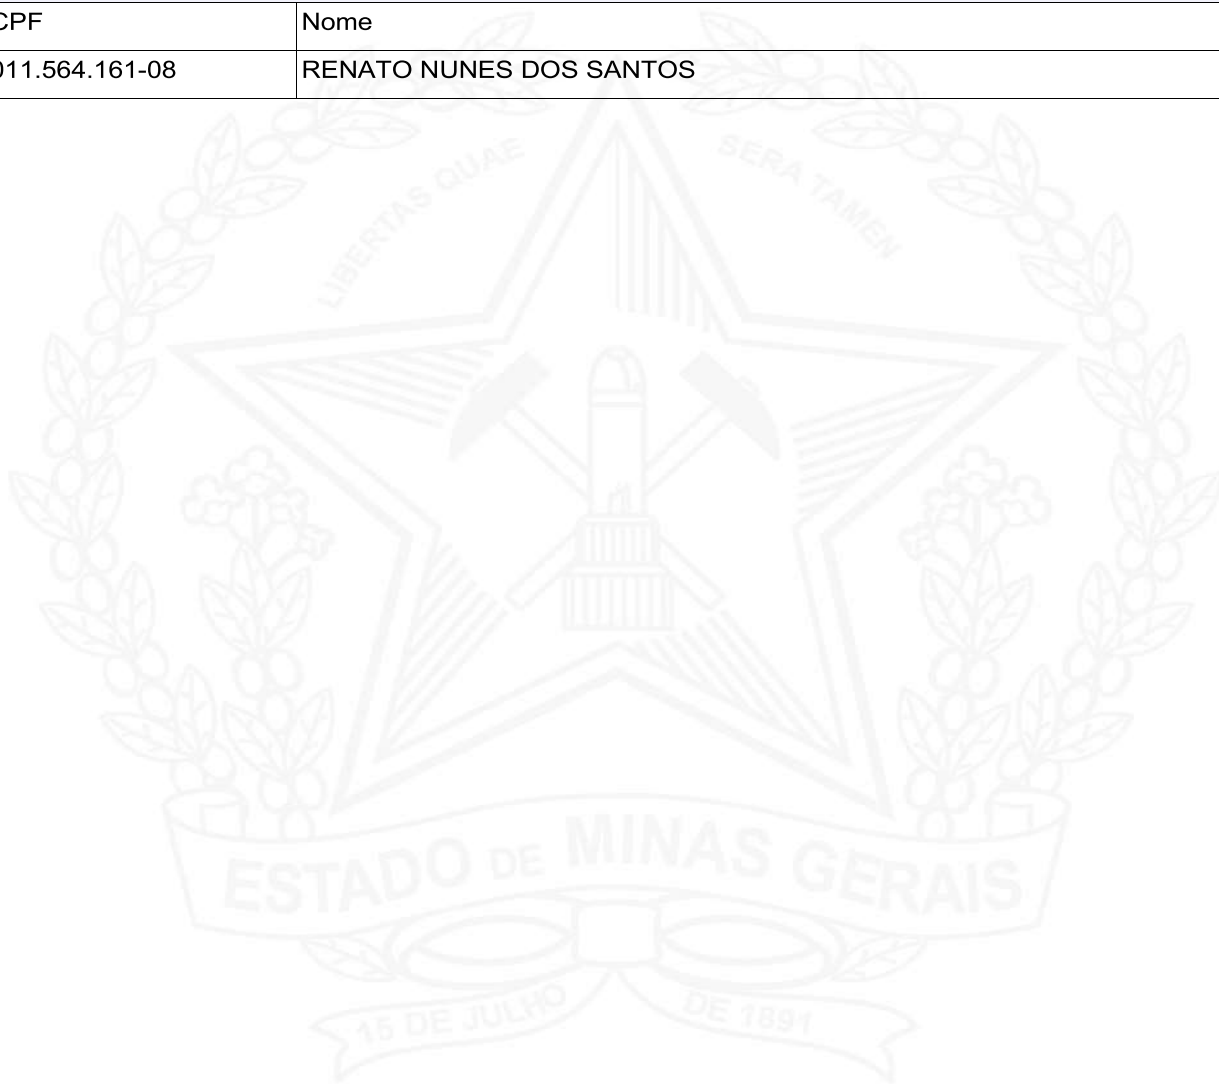 CPF Nome
011.564.161-08 RENATO NUNES DOS SANTOS
LIBERTAS QUAE SERA TAMEN
ESTADO DE MINAS GERAIS
15 DE JULHO DE 1891